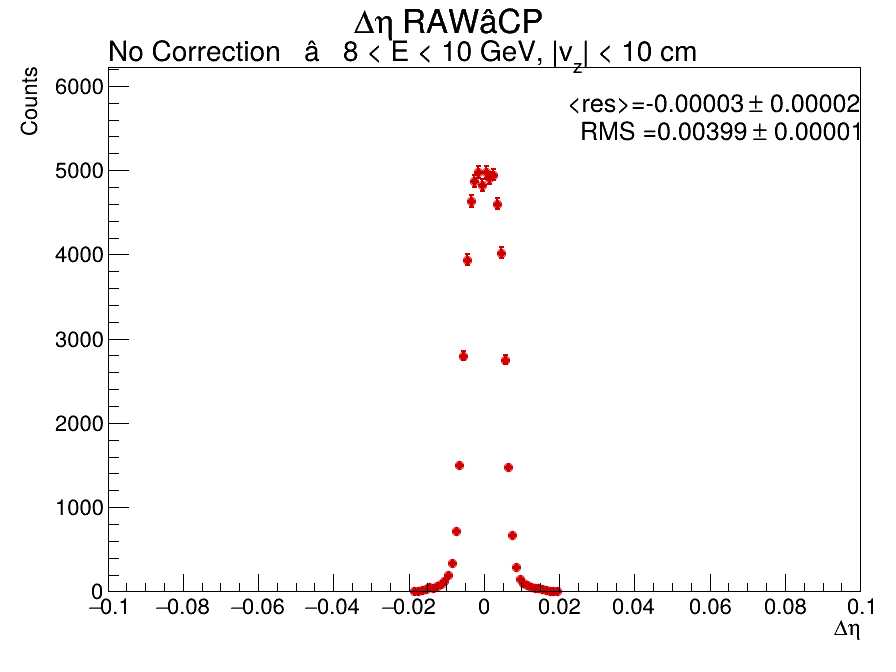 Δη RAWâCP
No Correction â 8 < E < 10 GeV, |v_z| < 10 cm
Counts
<res>=-0.00003 ± 0.00002
RMS =0.00399 ± 0.00001
6000
5000
4000
3000
2000
1000
0
−0.1 −0.08 −0.06 −0.04 −0.02 0 0.02 0.04 0.06 0.08 0.1
Δη